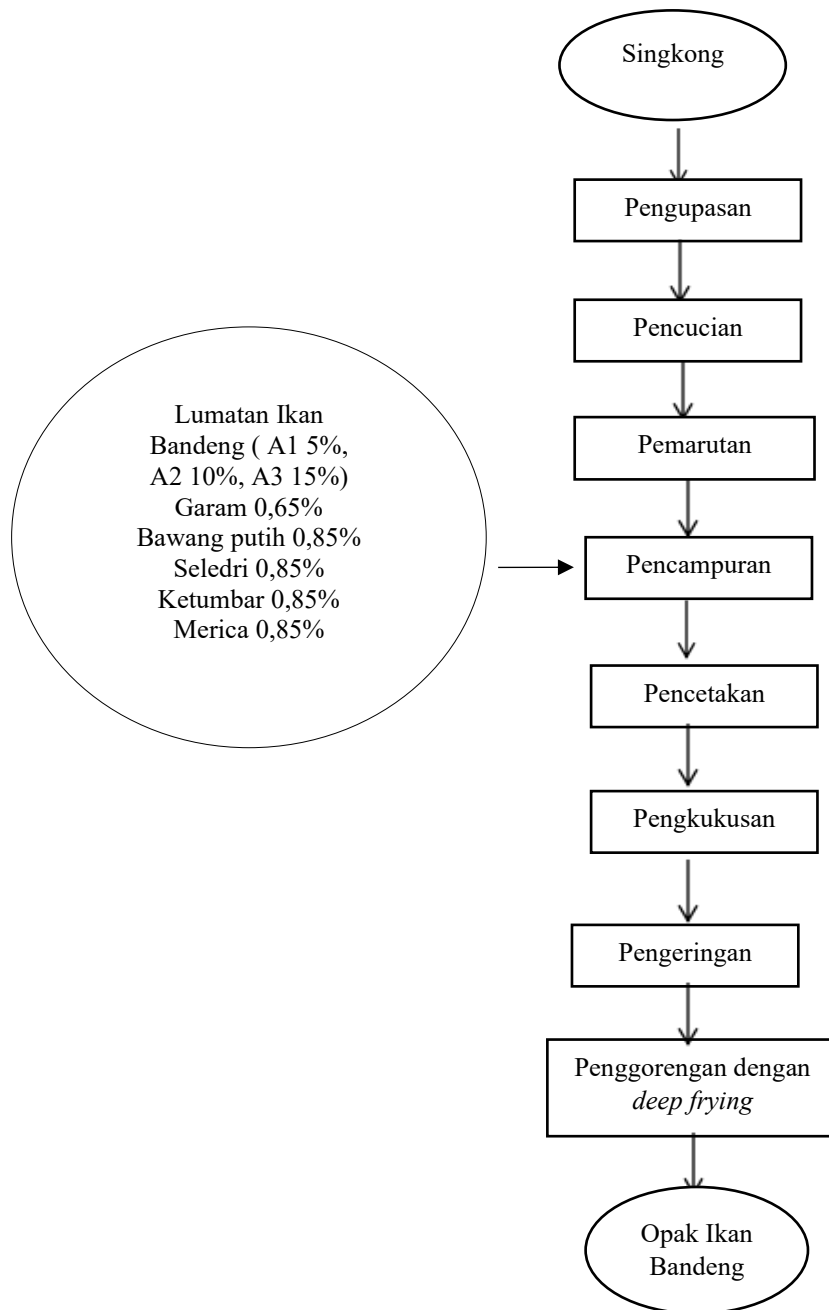 Singkong
Pengupasan
Pencucian
Pemarutan
Lumatan Ikan
Bandeng ( A1 5%,
A2 10%, A3 15%)
Garam 0,65%
Bawang putih 0,85%
Seledri 0,85%
Ketumbar 0,85%
Merica 0,85%
Pencampuran
Pencetakan
Pengkukusan
Pengeringan
Penggorengan dengan
deep frying
Opak Ikan
Bandeng